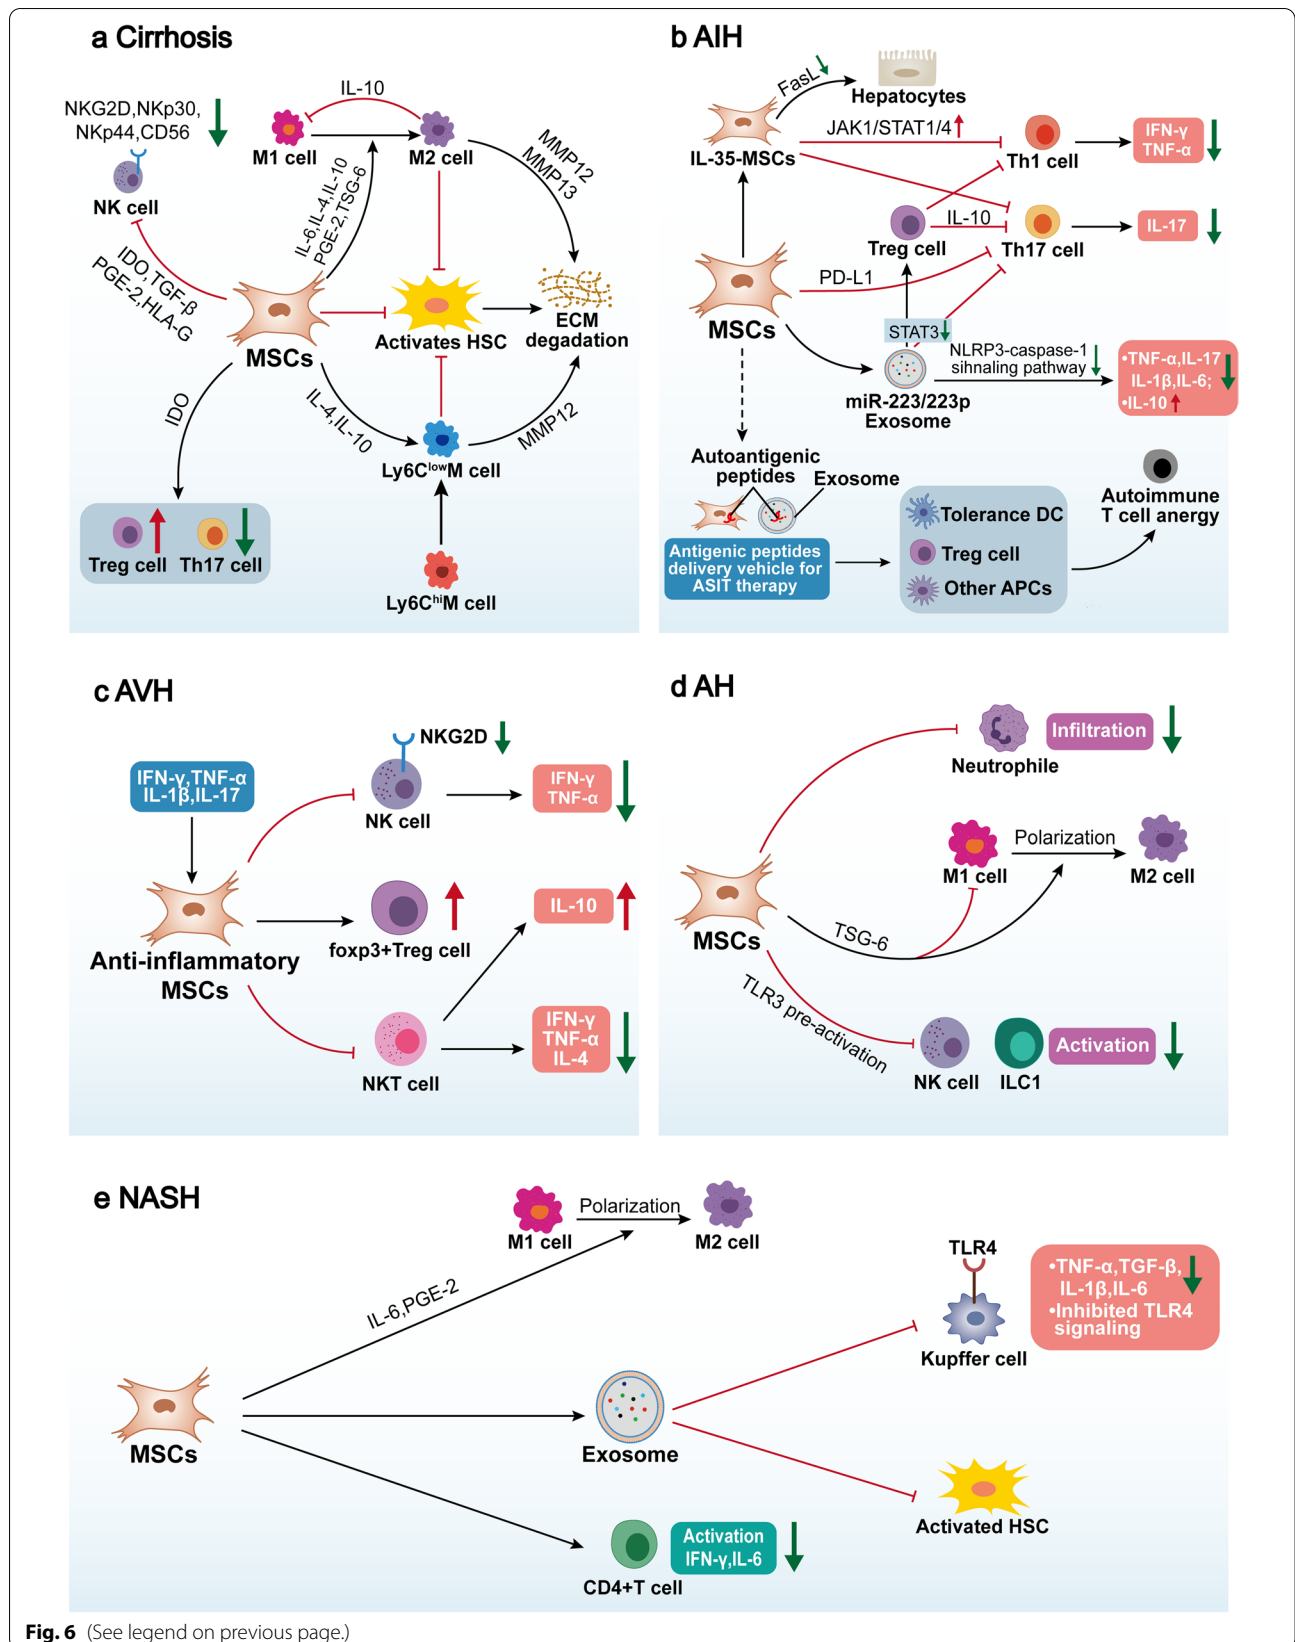 a Cirrhosis
NKG2D,NKp30,
NKp44,CD56
NK cell
IL-10
M1 cell
M2 cell
IL-6,IL-4,IL-10
PGE-2,TSG-6
MMP12
MMP13
IDO,TGF-β
PGE-2,HLA-G
MSCs
Activates HSC
ECM
degadation
IDO
IL-4,IL-10
MMP12
Ly6ClowM cell
Treg cell
Th17 cell
Ly6ChiM cell
b AIH
FasL
Hepatocytes
IL-35-MSCs
JAK1/STAT1/4
Th1 cell
IFN-γ
TNF-α
Treg cell
IL-10
Th17 cell
IL-17
PD-L1
MSCs
STAT3
NLRP3-caspase-1
sihnaling pathway
•TNF-α,IL-17
IL-1β,IL-6;
•IL-10
miR-223/223p
Exosome
Autoantigenic
peptides
Exosome
Antigenic peptides
delivery vehicle for
ASIT therapy
Tolerance DC
Treg cell
Other APCs
Autoimmune
T cell anergy
c AVH
IFN-γ,TNF-α
IL-1β,IL-17
NKG2D
NK cell
IFN-γ
TNF-α
Anti-inflammatory
MSCs
foxp3+Treg cell
IL-10
NKT cell
IFN-γ
TNF-α
IL-4
d AH
Neutrophile
Infiltration
M1 cell
Polarization
M2 cell
MSCs
TSG-6
TLR3 pre-activation
NK cell
ILC1
Activation
e NASH
M1 cell
Polarization
M2 cell
IL-6,PGE-2
TLR4
Kupffer cell
•TNF-α,TGF-β,
IL-1β,IL-6
•Inhibited TLR4
signaling
MSCs
Exosome
Activated HSC
CD4+T cell
Activation
IFN-γ,IL-6
Fig. 6 (See legend on previous page.)